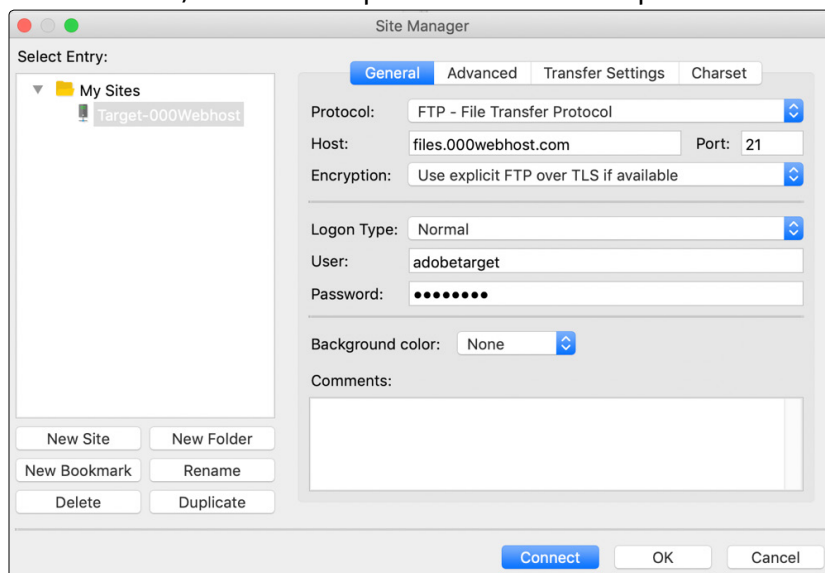 Site Manager
Select Entry:
My Sites
Target-000Webhost
General Advanced Transfer Settings Charset
Protocol: FTP - File Transfer Protocol
Host: files.000webhost.com Port: 21
Encryption: Use explicit FTP over TLS if available
Logon Type: Normal
User: adobetarget
Password: ●●●●●●●●
Background color: None
Comments:
New Site New Folder
New Bookmark Rename
Delete Duplicate
Connect OK Cancel